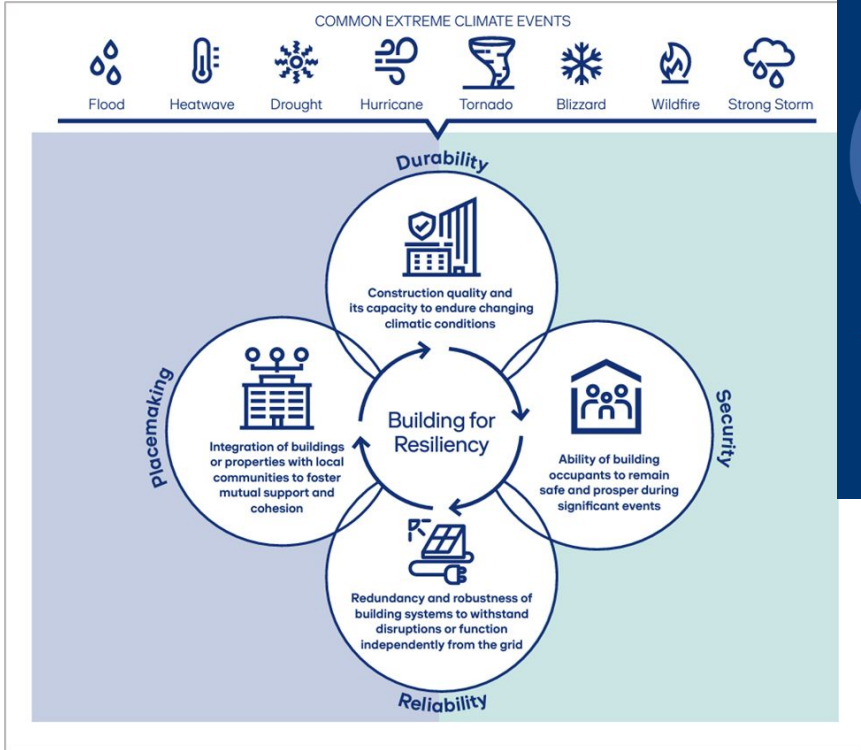 COMMON EXTREME CLIMATE EVENTS
Flood
Heatwave
Drought
Hurricane
Tornado
Blizzard
Wildfire
Strong Storm
Durability
Construction quality and
its capacity to endure changing
climatic conditions
Placemaking
Integration of buildings
or properties with local
communities to foster
mutual support and
cohesion
Building for
Resiliency
Security
Ability of building
occupants to remain
safe and prosper during
significant events
Redundancy and robustness of
building systems to withstand
disruptions or function
independently from the grid
Reliability